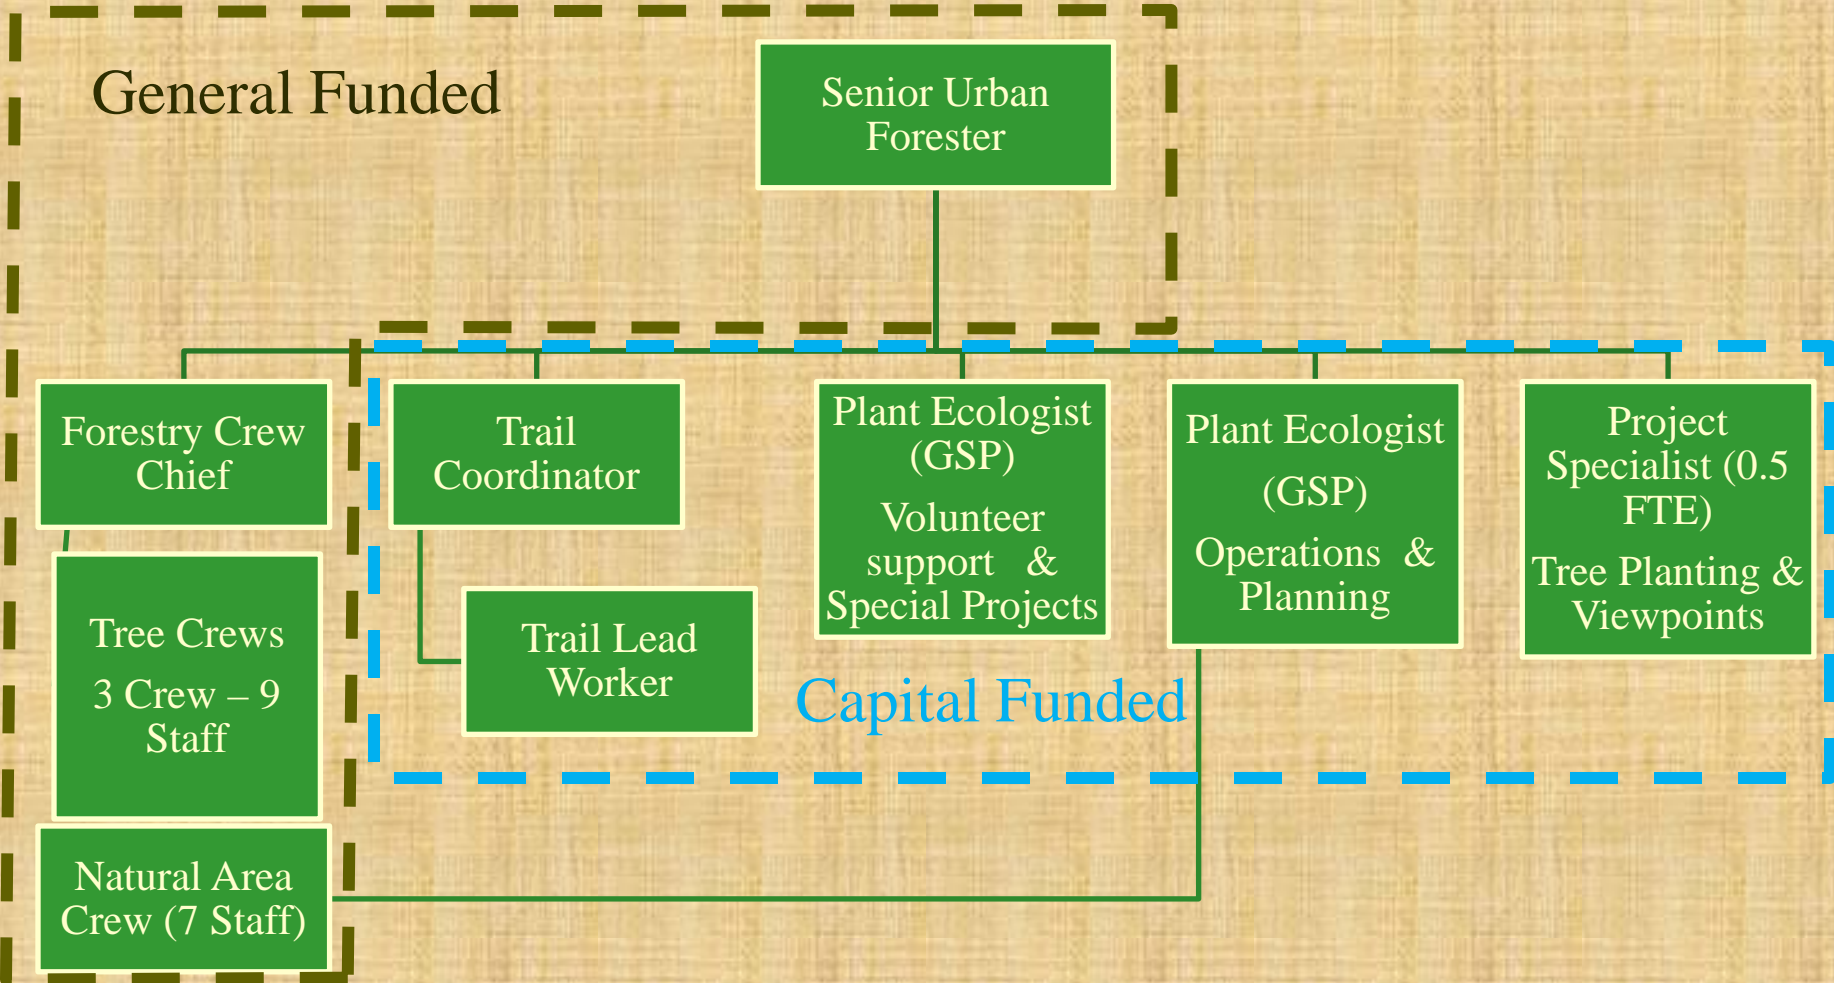 General Funded
Senior Urban
Forester
Forestry Crew
Chief
Trail
Coordinator
Plant Ecologist
(GSP)
Volunteer
support &
Special Projects
Plant Ecologist
(GSP)
Operations &
Planning
Project
Specialist (0.5
FTE)
Tree Planting &
Viewpoints
Tree Crews
3 Crew – 9
Staff
Trail Lead
Worker
Capital Funded
Natural Area
Crew (7 Staff)